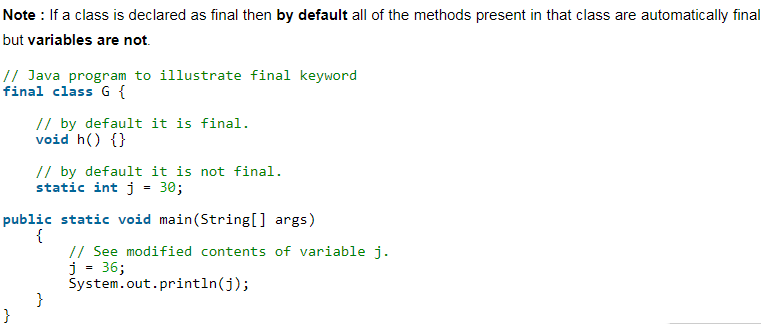 Note : If a class is declared as final then by default all of the methods present in that class are automatically final
but variables are not.
// Java program to illustrate final keyword
final class G {
// by default it is final.
void h() {}
// by default it is not final.
static int j = 30;
public static void main(String[] args)
{
// See modified contents of variable j.
j = 36;
System.out.println(j);
}
}